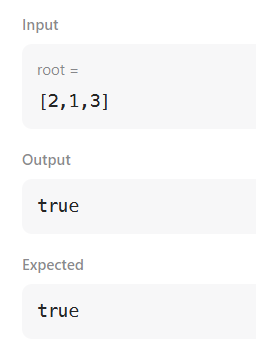 Input
root =
[2,1,3]
Output
true
Expected
true